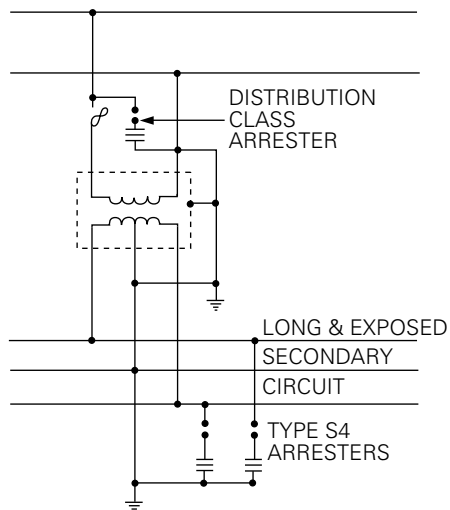 DISTRIBUTION
CLASS
ARRESTER
LONG & EXPOSED
SECONDARY
CIRCUIT
TYPE S4
ARRESTERS